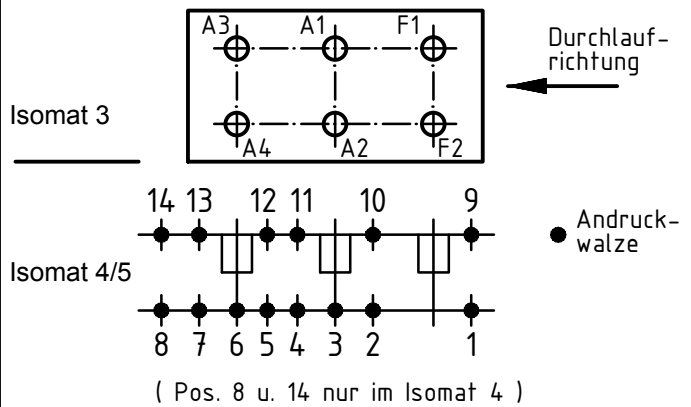 A3 A1 F1
Durchlauf-
richtung
Isomat 3
A4 A2 F2
14 13 12 11 10 9
Andruck-
walze
Isomat 4/5
8 7 6 5 4 3 2 1
( Pos. 8 u. 14 nur im Isomat 4 )